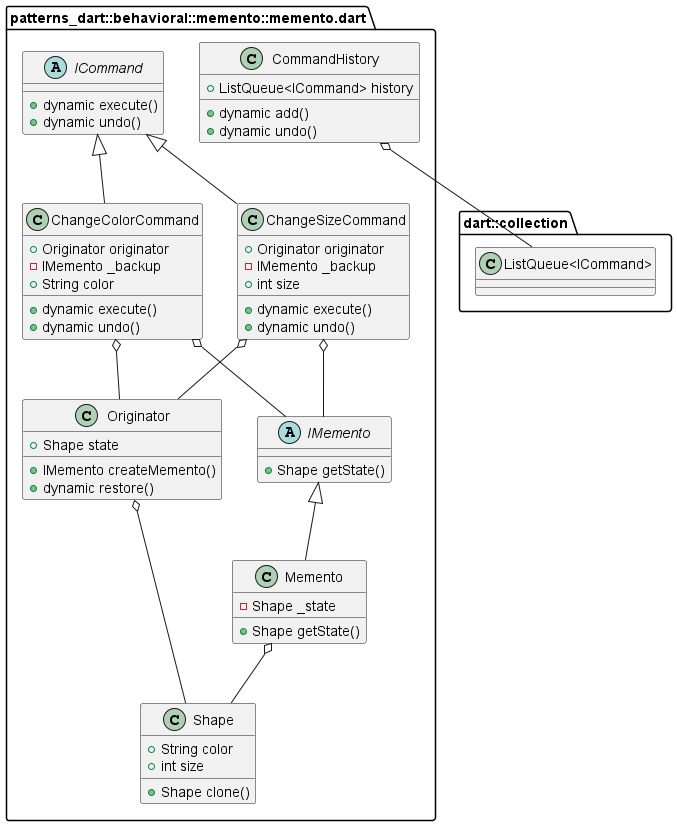 patterns_dart::behavioral::memento::memento.dart
A ICommand
dynamic execute()
dynamic undo()
C CommandHistory
ListQueue<ICommand> history
dynamic add()
dynamic undo()
C ChangeColorCommand
Originator originator
IMemento _backup
String color
dynamic execute()
dynamic undo()
C ChangeSizeCommand
Originator originator
IMemento _backup
int size
dynamic execute()
dynamic undo()
dart::collection
C ListQueue<ICommand>
C Originator
Shape state
IMemento createMemento()
dynamic restore()
A IMemento
Shape getState()
C Memento
Shape _state
Shape getState()
C Shape
String color
int size
Shape clone()